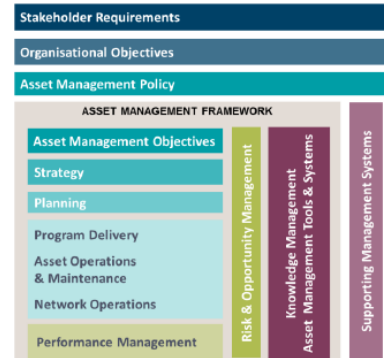 Stakeholder Requirements
Organisational Objectives
Asset Management Policy
ASSET MANAGEMENT FRAMEWORK
Asset Management Objectives
Strategy
Planning
Program Delivery
Asset Operations
& Maintenance
Network Operations
Performance Management
Risk & Opportunity Management
Knowledge Management
Asset Management Tools & Systems
Supporting Management Systems